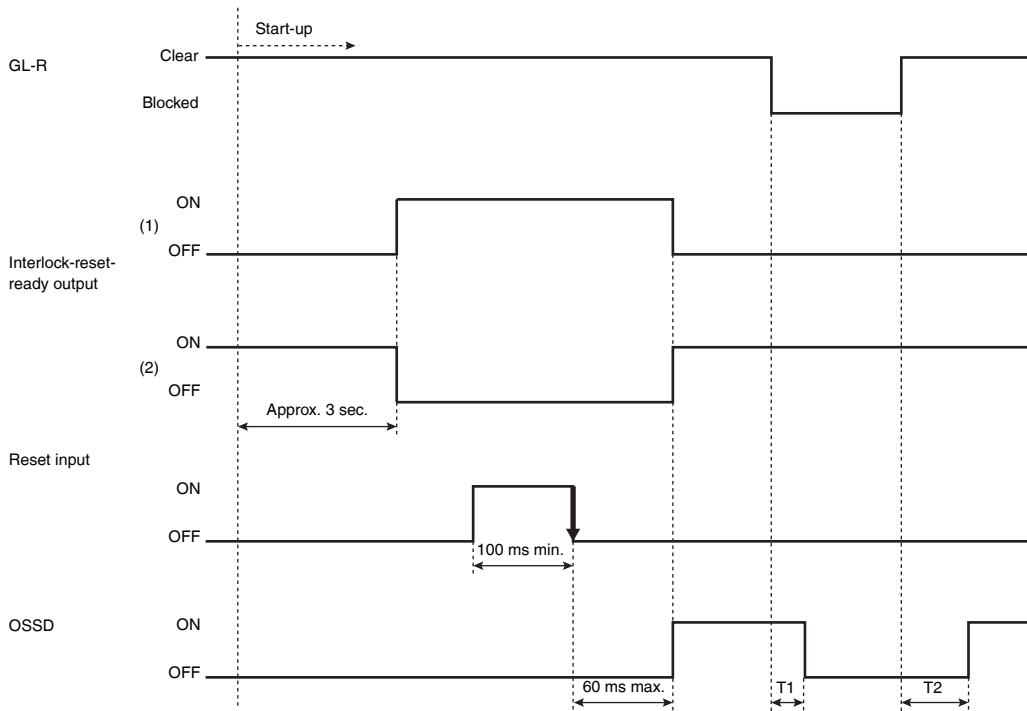 Start-up
GL-R
Clear
Blocked
ON
(1)
OFF
Interlock-reset-
ready output
ON
(2)
OFF
Approx. 3 sec.
Reset input
ON
OFF
100 ms min.
OSSD
ON
OFF
60 ms max.
T1
T2